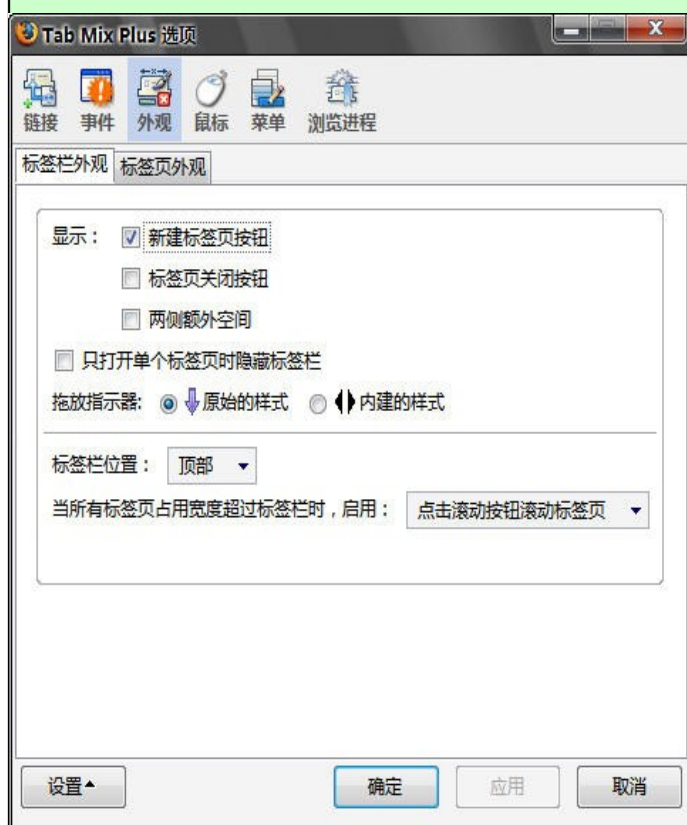 Tab Mix Plus 选项
链接 事件 外观 鼠标 菜单 浏览进程
标签栏外观 标签页外观
显示： 新建标签页按钮
标签页关闭按钮
两侧额外空间
只打开单个标签页时隐藏标签栏
拖放指示器: 原始的样式 内建的样式
标签栏位置： 顶部
当所有标签页占用宽度超过标签栏时，启用： 点击滚动按钮滚动标签页
设置 确定 应用 取消